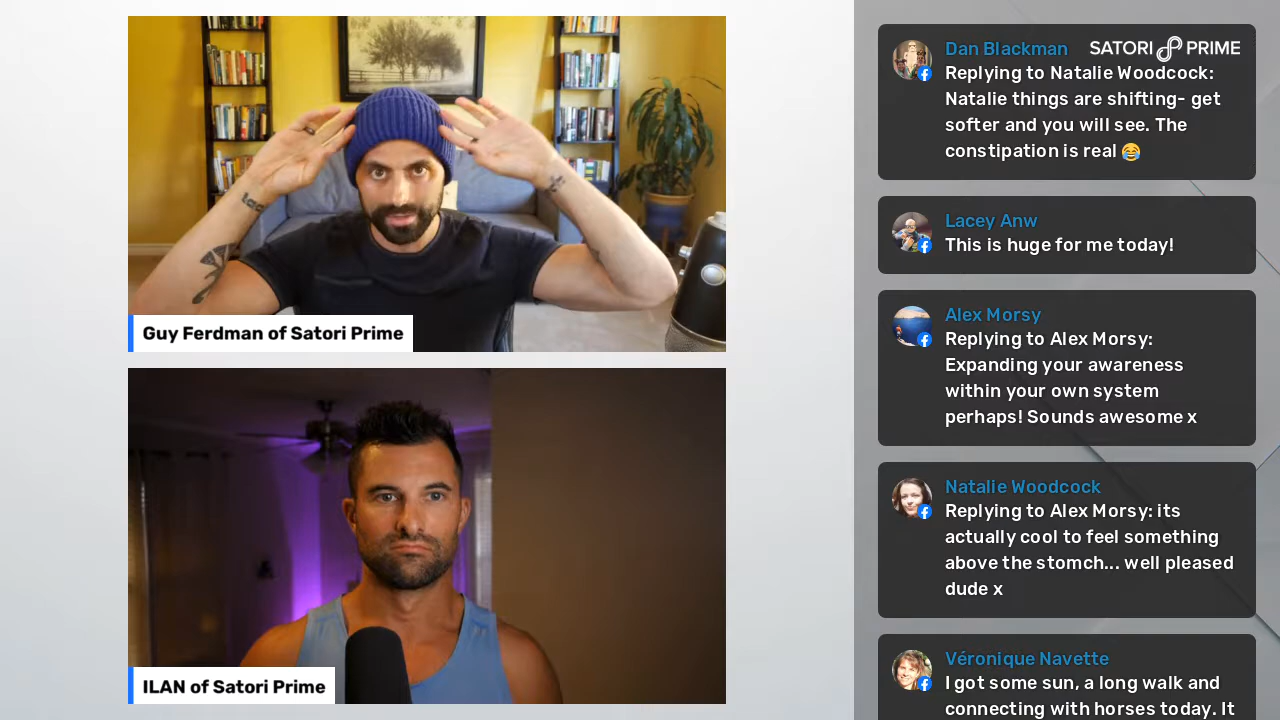 Guy Ferdman of Satori Prime
ILAN of Satori Prime
SATORI PRIME
Dan Blackman
Replying to Natalie Woodcock:
Natalie things are shifting- get
softer and you will see. The
constipation is real 😂
Lacey Anw
This is huge for me today!
Alex Morsy
Replying to Alex Morsy:
Expanding your awareness
within your own system
perhaps! Sounds awesome x
Natalie Woodcock
Replying to Alex Morsy: its
actually cool to feel something
above the stomch... well pleased
dude x
Véronique Navette
I got some sun, a long walk and
connecting with horses today. It